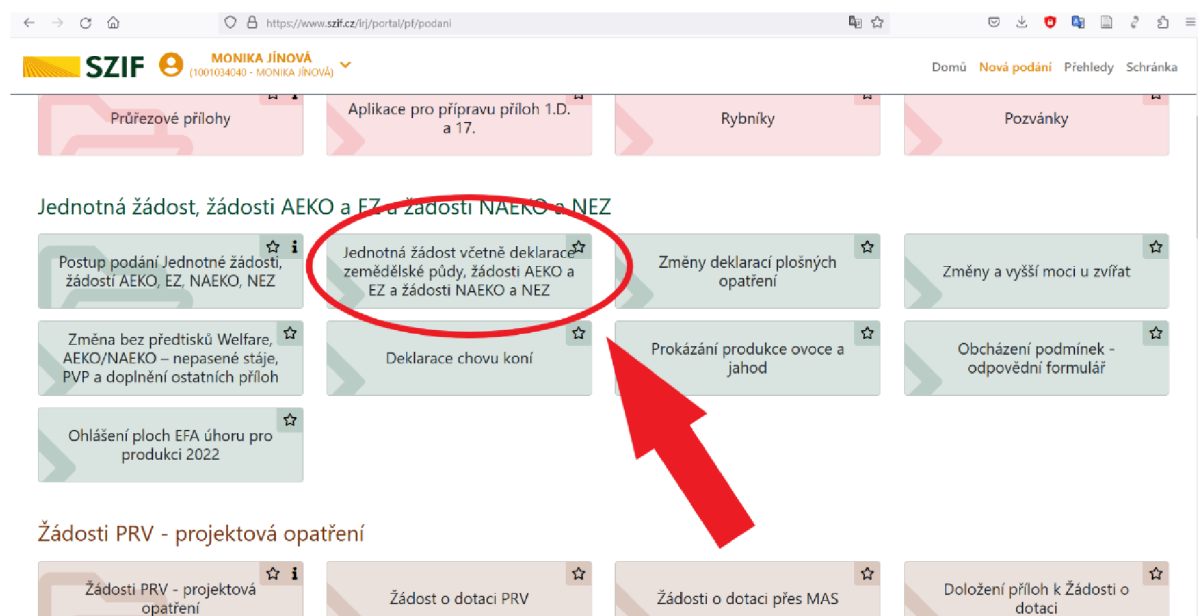 https://www.szif.cz/irj/portal/pf/podani
SZIF
MONIKA JÍNOVÁ
(1001034040 - MONIKA JÍNOVÁ)
Domů Nová podání Přehledy Schránka
Průřezové přílohy
Aplikace pro přípravu příloh 1.D.
a 17.
Rybníky
Pozvánky
Jednotná žádost, žádosti AEKO a EZ a žádosti NAEKO a NEZ
Postup podání Jednotné žádosti,
žádostí AEKO, EZ, NAEKO, NEZ
Jednotná žádost včetně deklarace
zemědělské půdy, žádosti AEKO a
EZ a žádosti NAEKO a NEZ
Změny deklarací plošných
opatření
Změny a vyšší moci u zvířat
Změna bez předtisků Welfare,
AEKO/NAEKO – nepasené stáje,
PVP a doplnění ostatních příloh
Deklarace chovu koní
Prokázání produkce ovoce a
jahod
Obcházení podmínek -
odpovědní formulář
Ohlášení ploch EFA úhoru pro
produkci 2022
Žádosti PRV - projektová opatření
Žádosti PRV - projektová
opatření
Žádost o dotaci PRV
Žádosti o dotaci přes MAS
Doložení příloh k Žádosti o
dotaci